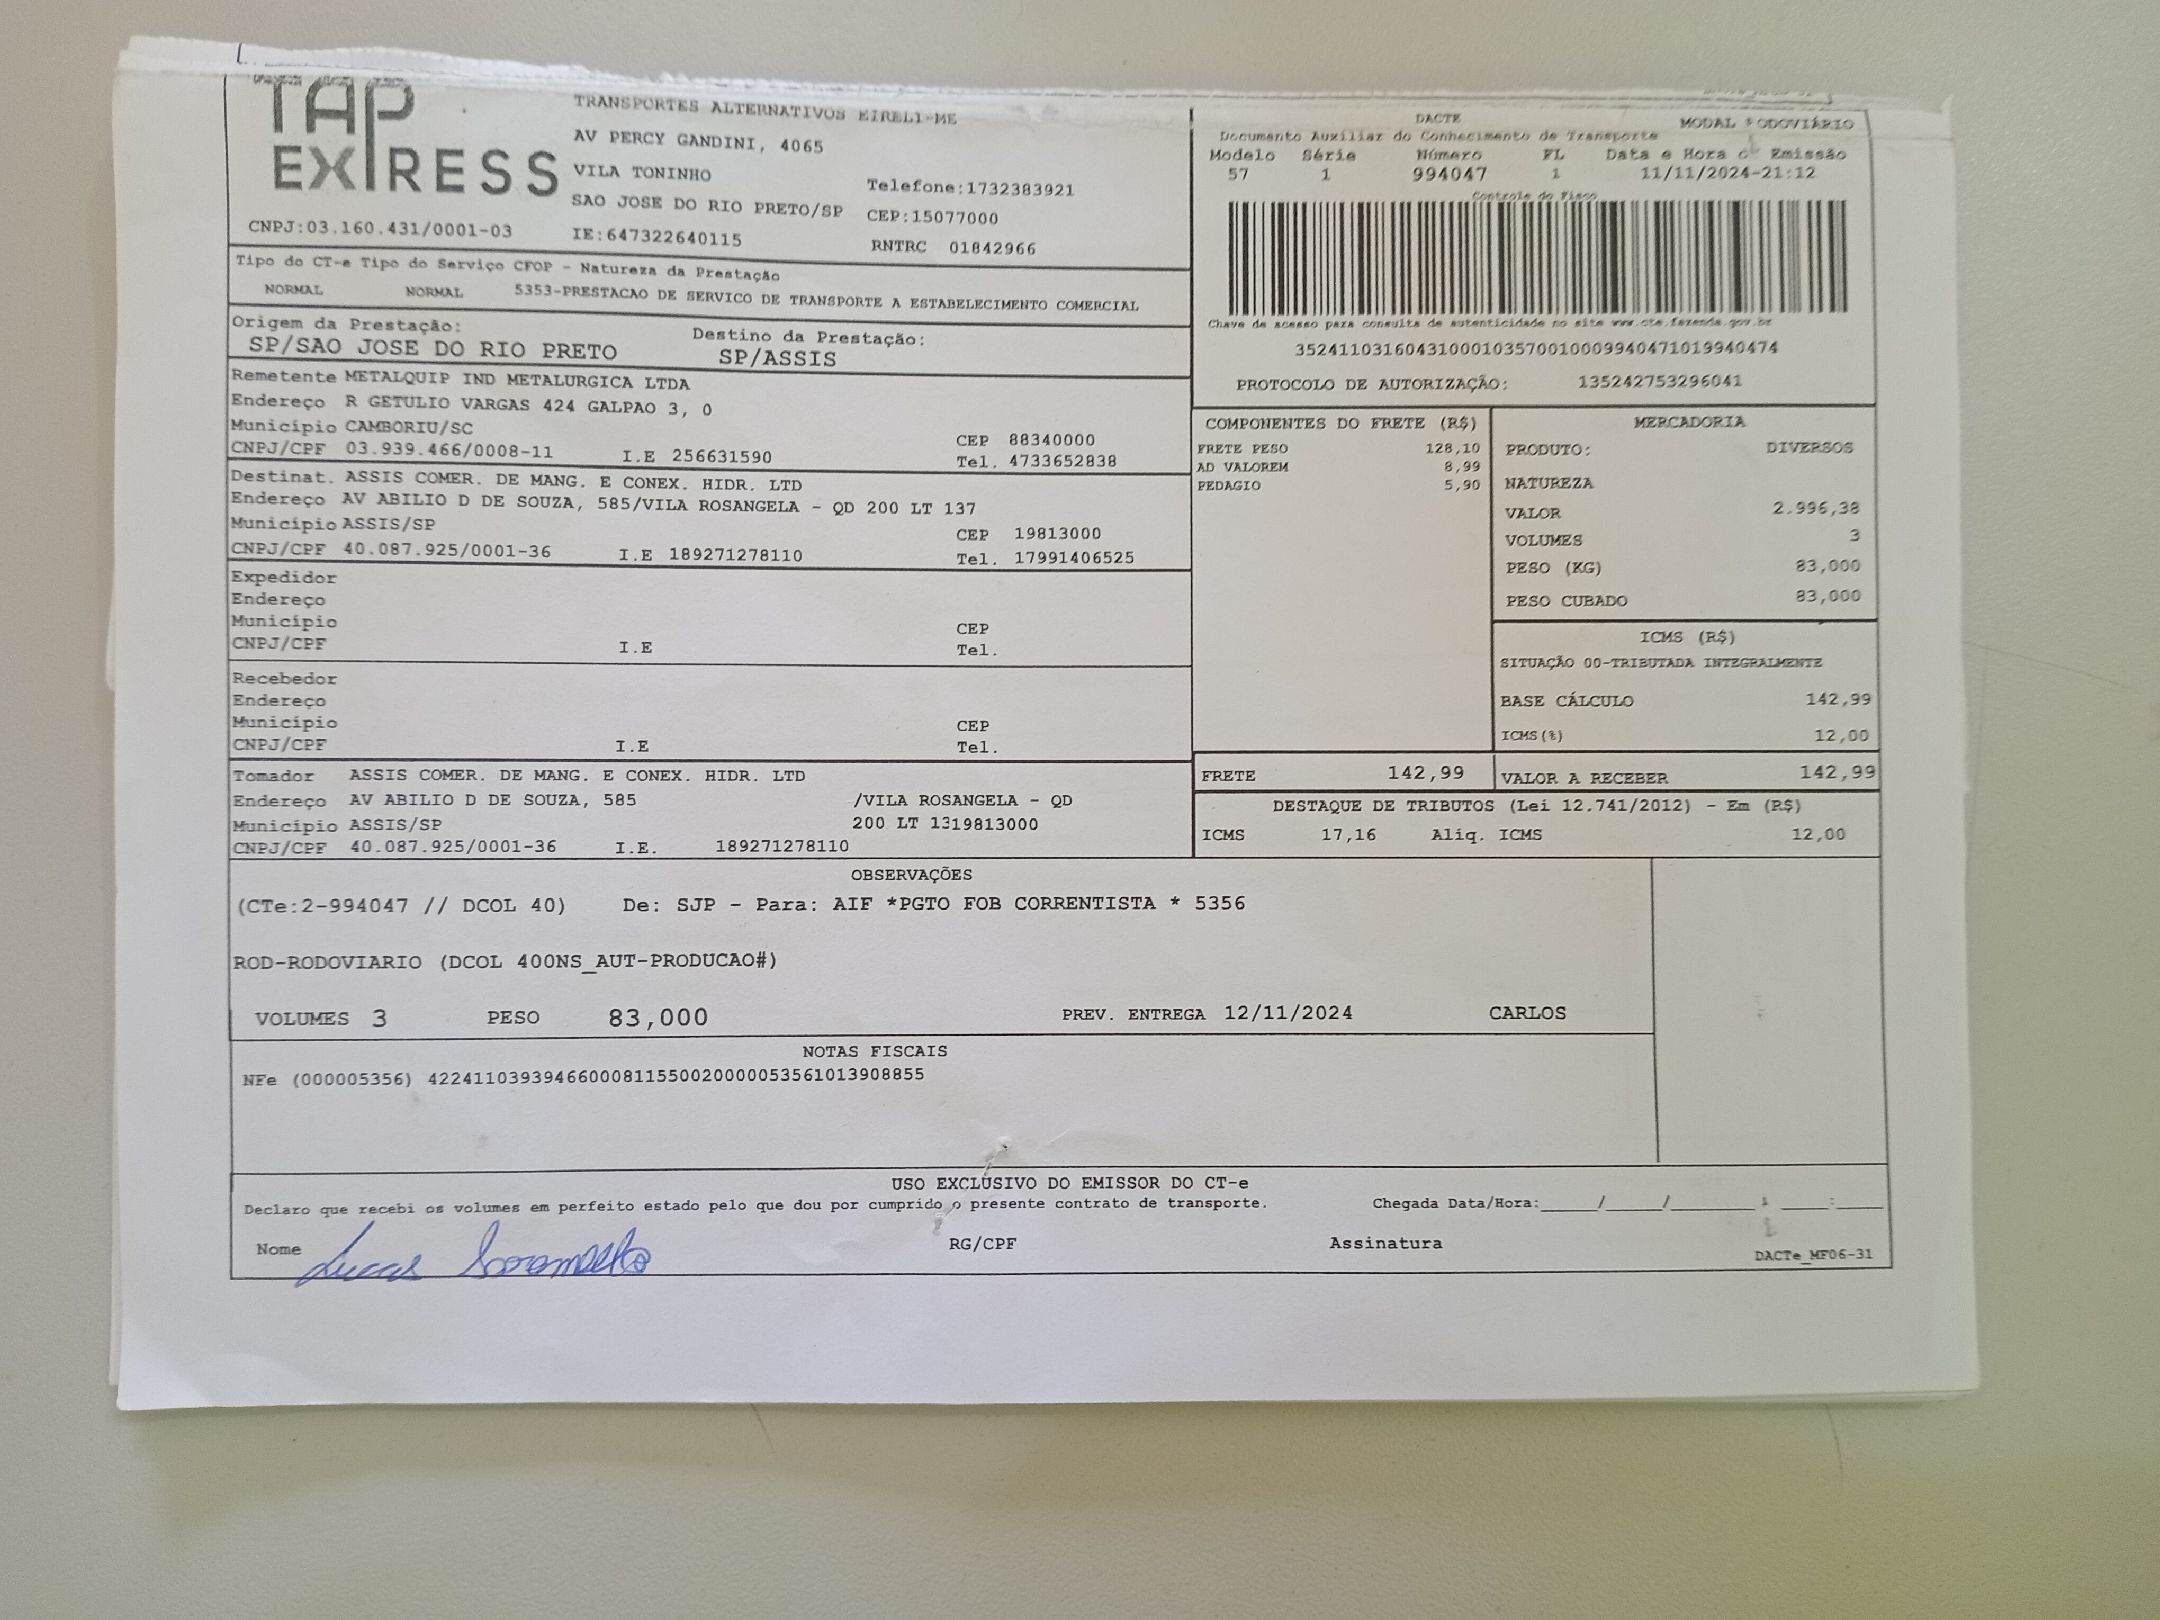 TAP EXPRESS
TRANSPORTES ALTERNATIVOS EIRELI-ME
AV PERCY GANDINI, 4065
VILA TONINHO
Telefone:1732383921
SAO JOSE DO RIO PRETO/SP CEP:15077000
CNPJ:03.160.431/0001-03 IE:647322640115 RNTRC 01842966
DACTE MODAL RODOVIÁRIO
Documento Auxiliar do Conhecimento de Transporte
Modelo Série Número FL Data e Hora de Emissão
57 1 994047 1 11/11/2024-21:12
Controle do Fisco
Chave de acesso para consulta de autenticidade no site www.cte.fazenda.gov.br
35241103160431000103570010009940471019940474
PROTOCOLO DE AUTORIZAÇÃO: 135242753296041
Tipo do CT-e Tipo do Serviço CFOP - Natureza da Prestação
NORMAL NORMAL 5353-PRESTACAO DE SERVICO DE TRANSPORTE A ESTABELECIMENTO COMERCIAL
Origem da Prestação: Destino da Prestação:
SP/SAO JOSE DO RIO PRETO SP/ASSIS
Remetente METALQUIP IND METALURGICA LTDA
Endereço R GETULIO VARGAS 424 GALPAO 3, 0
Município CAMBORIU/SC CEP 88340000
CNPJ/CPF 03.939.466/0008-11 I.E 256631590 Tel. 4733652838
Destinat. ASSIS COMER. DE MANG. E CONEX. HIDR. LTD
Endereço AV ABILIO D DE SOUZA, 585/VILA ROSANGELA - QD 200 LT 137
Município ASSIS/SP CEP 19813000
CNPJ/CPF 40.087.925/0001-36 I.E 189271278110 Tel. 17991406525
Expedidor
Endereço
Município CEP
CNPJ/CPF I.E Tel.
Recebedor
Endereço
Município CEP
CNPJ/CPF I.E Tel.
Tomador ASSIS COMER. DE MANG. E CONEX. HIDR. LTD
Endereço AV ABILIO D DE SOUZA, 585 /VILA ROSANGELA - QD
Município ASSIS/SP 200 LT 1319813000
CNPJ/CPF 40.087.925/0001-36 I.E. 189271278110
COMPONENTES DO FRETE (R$)
FRETE PESO 128,10
AD VALOREM 8,99
PEDAGIO 5,90
MERCADORIA
PRODUTO: DIVERSOS
NATUREZA
VALOR 2.996,38
VOLUMES 3
PESO (KG) 83,000
PESO CUBADO 83,000
ICMS (R$)
SITUAÇÃO 00-TRIBUTADA INTEGRALMENTE
BASE CÁLCULO 142,99
ICMS(%) 12,00
FRETE 142,99 VALOR A RECEBER 142,99
DESTAQUE DE TRIBUTOS (Lei 12.741/2012) - Em (R$)
ICMS 17,16 Aliq. ICMS 12,00
OBSERVAÇÕES
(CTe:2-994047 // DCOL 40) De: SJP - Para: AIF *PGTO FOB CORRENTISTA * 5356
ROD-RODOVIARIO (DCOL 400NS_AUT-PRODUCAO#)
VOLUMES 3 PESO 83,000 PREV. ENTREGA 12/11/2024 CARLOS
NOTAS FISCAIS
NFe (000005356) 42241103939466000811550020000053561013908855
USO EXCLUSIVO DO EMISSOR DO CT-e
Declaro que recebi os volumes em perfeito estado pelo que dou por cumprido o presente contrato de transporte. Chegada Data/Hora:_____/_____/_______ ____:____
Nome Lucas RG/CPF Assinatura
DACTe_MF06-31